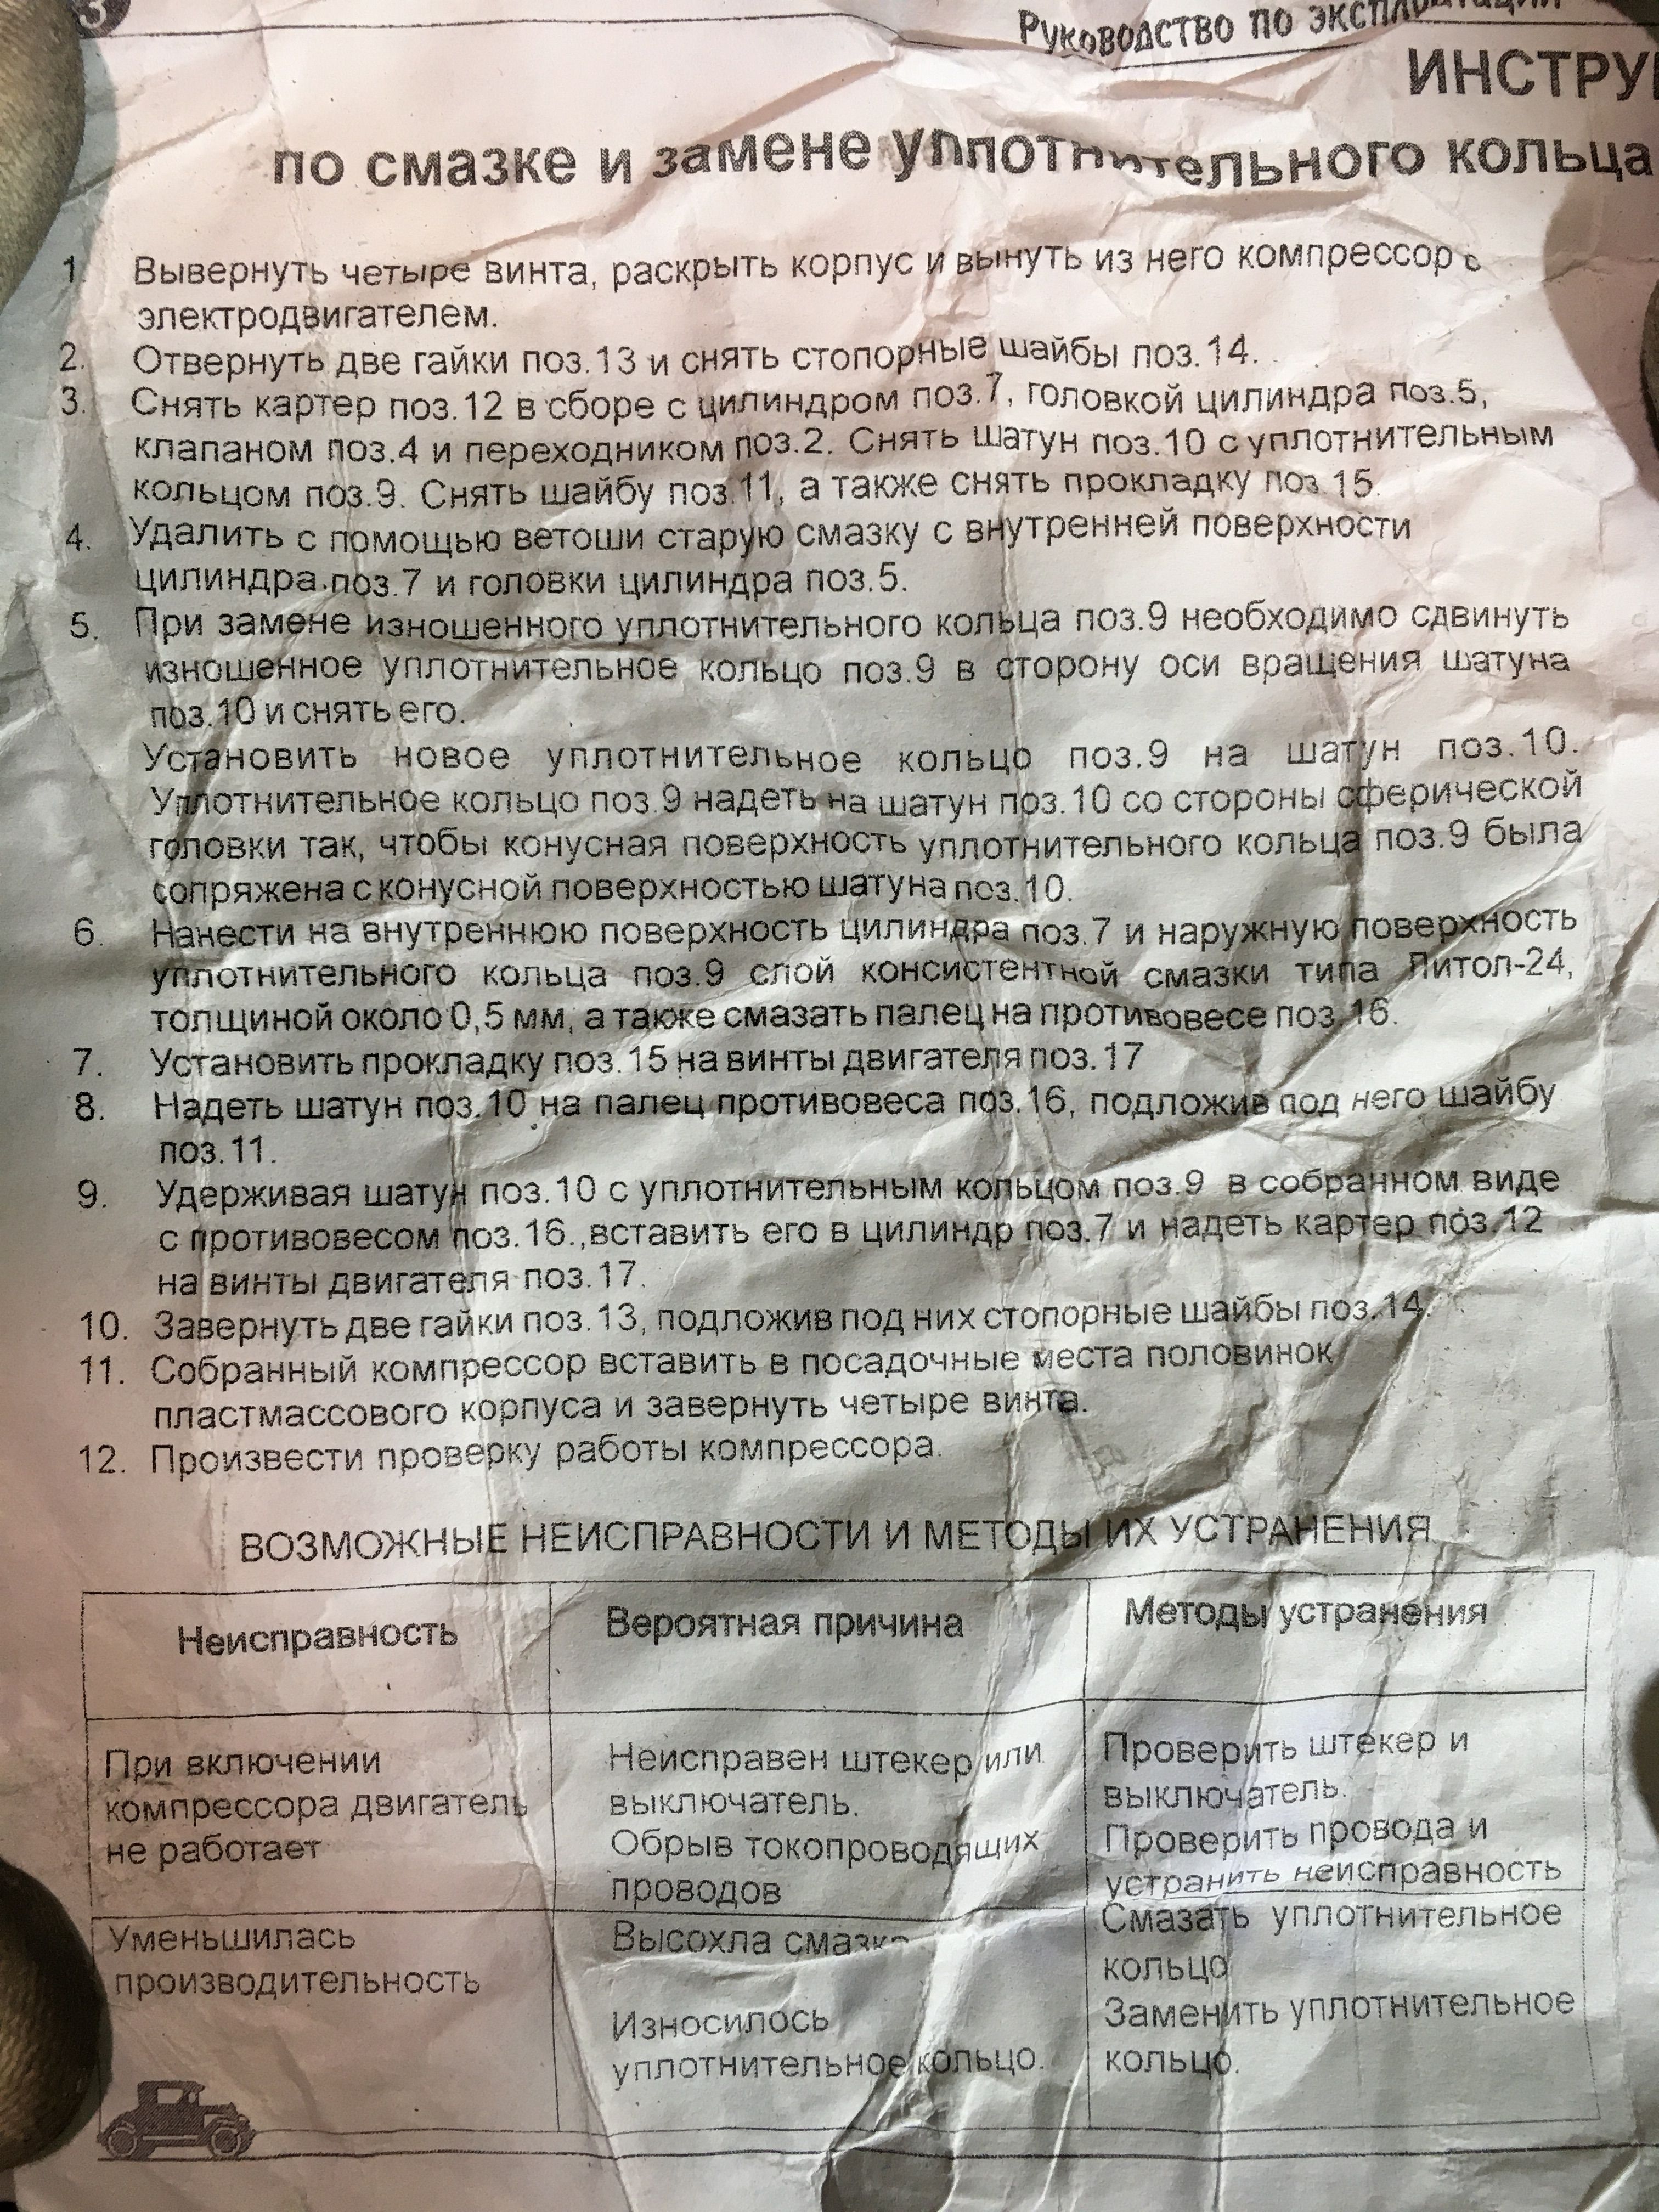 3
Руководство по эксплуатации
ИНСТРУ
по смазке и замене уплотнительного кольца
1. Вывернуть четыре винта, раскрыть корпус и вынуть из него компрессор с
электродвигателем.
2. Отвернуть две гайки поз.13 и снять стопорные шайбы поз.14.
3. Снять картер поз.12 в сборе с цилиндром поз.7, головкой цилиндра поз.5,
клапаном поз.4 и переходником поз.2. Снять шатун поз.10 с уплотнительным
кольцом поз.9. Снять шайбу поз.11, а также снять прокладку поз.15.
4. Удалить с помощью ветоши старую смазку с внутренней поверхности
цилиндра поз.7 и головки цилиндра поз.5.
5. При замене изношенного уплотнительного кольца поз.9 необходимо сдвинуть
изношенное уплотнительное кольцо поз.9 в сторону оси вращения шатуна
поз.10 и снять его.
Установить новое уплотнительное кольцо поз.9 на шатун поз.10.
Уплотнительное кольцо поз.9 надеть на шатун поз.10 со стороны сферической
головки так, чтобы конусная поверхность уплотнительного кольца поз.9 была
сопряжена с конусной поверхностью шатуна поз.10.
6. Нанести на внутреннюю поверхность цилиндра поз.7 и наружную поверхность
уплотнительного кольца поз.9 слой консистентной смазки типа Литол-24,
толщиной около 0,5 мм, а также смазать палец на противовесе поз.16.
7. Установить прокладку поз.15 на винты двигателя поз.17
8. Надеть шатун поз.10 на палец противовеса поз.16, подложив под него шайбу
поз.11.
9. Удерживая шатун поз.10 с уплотнительным кольцом поз.9 в собранном виде
с противовесом поз.16.,вставить его в цилиндр поз.7 и надеть картер поз.12
на винты двигателя поз.17.
10. Завернуть две гайки поз.13, подложив под них стопорные шайбы поз.14.
11. Собранный компрессор вставить в посадочные места половинок
пластмассового корпуса и завернуть четыре винта.
12. Произвести проверку работы компрессора.
ВОЗМОЖНЫЕ НЕИСПРАВНОСТИ И МЕТОДЫ ИХ УСТРАНЕНИЯ
Неисправность
Вероятная причина
Методы устранения
При включении
компрессора двигатель
не работает
Неисправен штекер или
выключатель.
Обрыв токопроводящих
проводов
Проверить штекер и
выключатель.
Проверить провода и
устранить неисправность
Уменьшилась
производительность
Высохла смазка
Износилось
уплотнительное кольцо.
Смазать уплотнительное
кольцо
Заменить уплотнительное
кольцо.